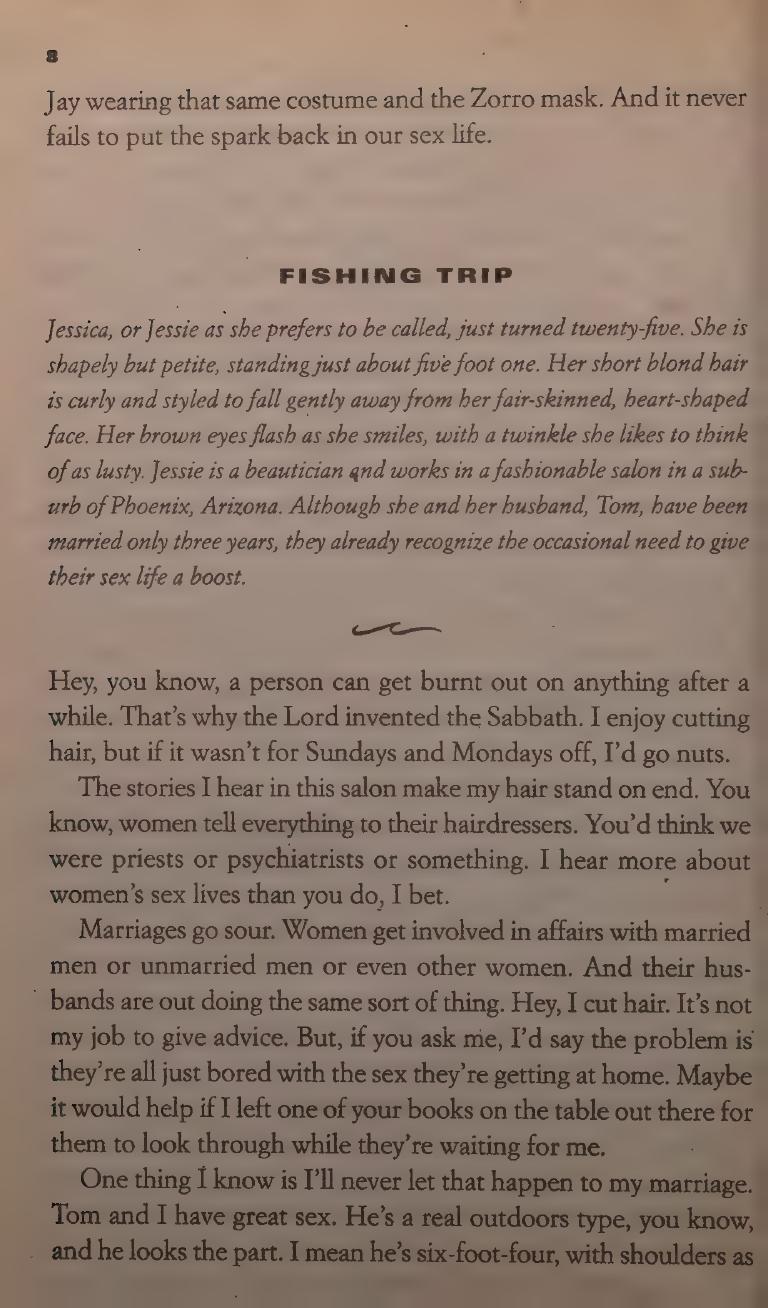 8
Jay wearing that same costume and the Zorro mask. And it never
fails to put the spark back in our sex life.
FISHING TRIP
Jessica, or Jessie as she prefers to be called, just turned twenty-five. She is
shapely but petite, standing just about five foot one. Her short blond hair
is curly and styled to fall gently away from her fair-skinned, heart-shaped
face. Her brown eyes flash as she smiles, with a twinkle she likes to think
of as lusty. Jessie is a beautician and works in a fashionable salon in a sub-
urb of Phoenix, Arizona. Although she and her husband, Tom, have been
married only three years, they already recognize the occasional need to give
their sex life a boost.
Hey, you know, a person can get burnt out on anything after a
while. That's why the Lord invented the Sabbath. I enjoy cutting
hair, but if it wasn't for Sundays and Mondays off, I'd go nuts.
The stories I hear in this salon make my hair stand on end. You
know, women tell everything to their hairdressers. You'd think we
were priests or psychiatrists or something. I hear more about
women's sex lives than you do, I bet.
Marriages go sour. Women get involved in affairs with married
men or unmarried men or even other women. And their hus-
bands are out doing the same sort of thing. Hey, I cut hair. It's not
my job to give advice. But, if you ask me, I'd say the problem is
they're all just bored with the sex they're getting at home. Maybe
it would help if I left one of your books on the table out there for
them to look through while they're waiting for me.
One thing I know is I'll never let that happen to my marriage.
Tom and I have great sex. He's a real outdoors type, you know,
and he looks the part. I mean he's six-foot-four, with shoulders as